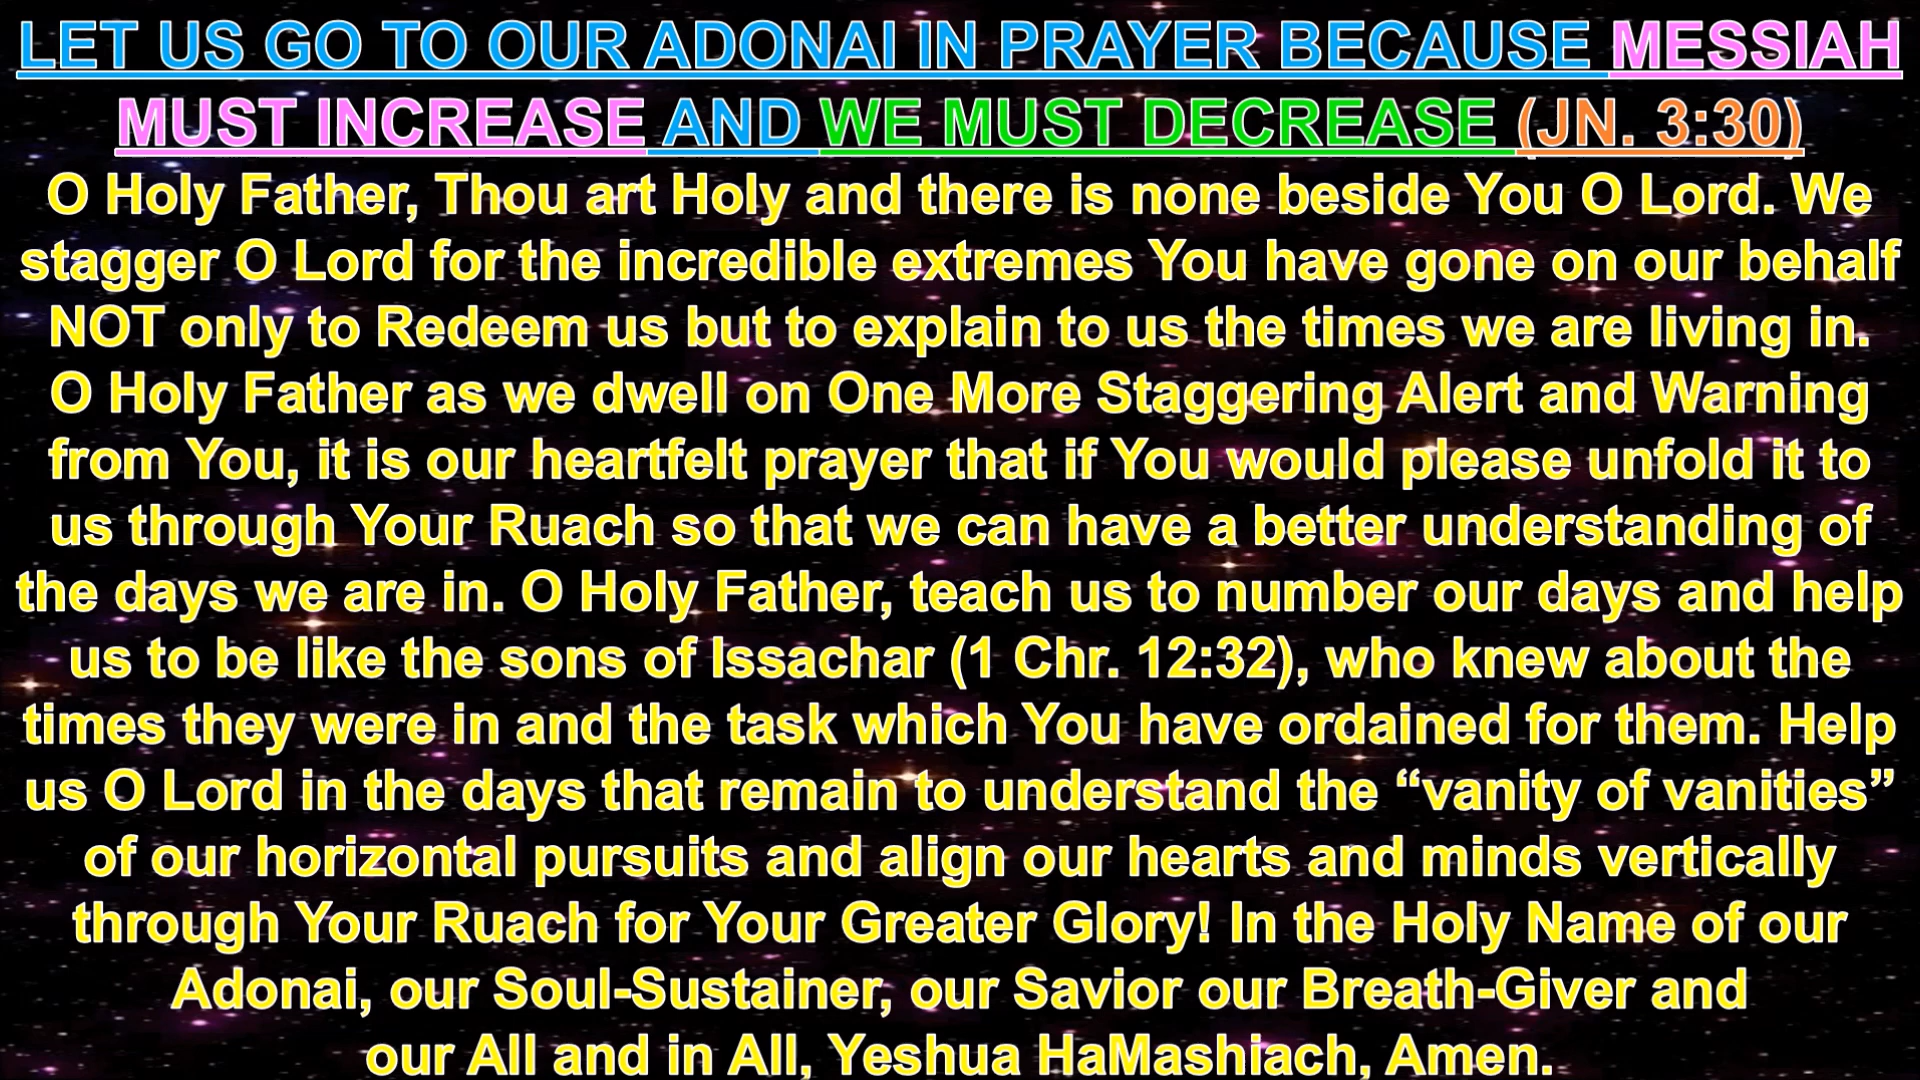 LET US GO TO OUR ADONAI IN PRAYER BECAUSE MESSIAH
MUST INCREASE AND WE MUST DECREASE (JN. 3:30)
O Holy Father, Thou art Holy and there is none beside You O Lord. We
stagger O Lord for the incredible extremes You have gone on our behalf
NOT only to Redeem us but to explain to us the times we are living in.
O Holy Father as we dwell on One More Staggering Alert and Warning
from You, it is our heartfelt prayer that if You would please unfold it to
us through Your Ruach so that we can have a better understanding of
the days we are in. O Holy Father, teach us to number our days and help
us to be like the sons of Issachar (1 Chr. 12:32), who knew about the
times they were in and the task which You have ordained for them. Help
us O Lord in the days that remain to understand the “vanity of vanities”
of our horizontal pursuits and align our hearts and minds vertically
through Your Ruach for Your Greater Glory! In the Holy Name of our
Adonai, our Soul-Sustainer, our Savior our Breath-Giver and
our All and in All, Yeshua HaMashiach, Amen.